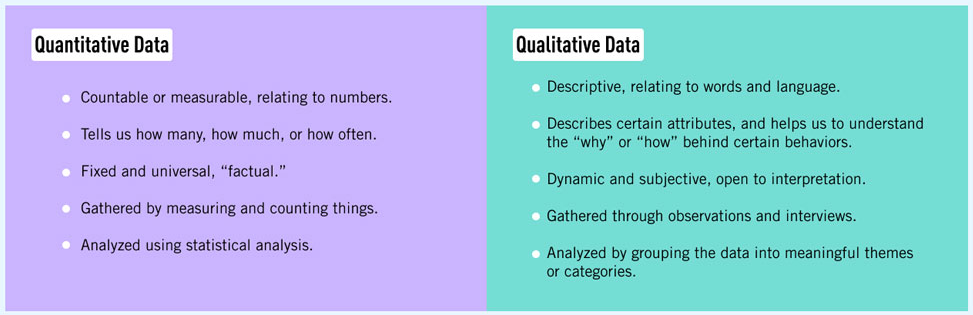 Quantitative Data
Countable or measurable, relating to numbers.
Tells us how many, how much, or how often.
Fixed and universal, “factual.”
Gathered by measuring and counting things.
Analyzed using statistical analysis.
Qualitative Data
Descriptive, relating to words and language.
Describes certain attributes, and helps us to understand
the “why” or “how” behind certain behaviors.
Dynamic and subjective, open to interpretation.
Gathered through observations and interviews.
Analyzed by grouping the data into meaningful themes
or categories.